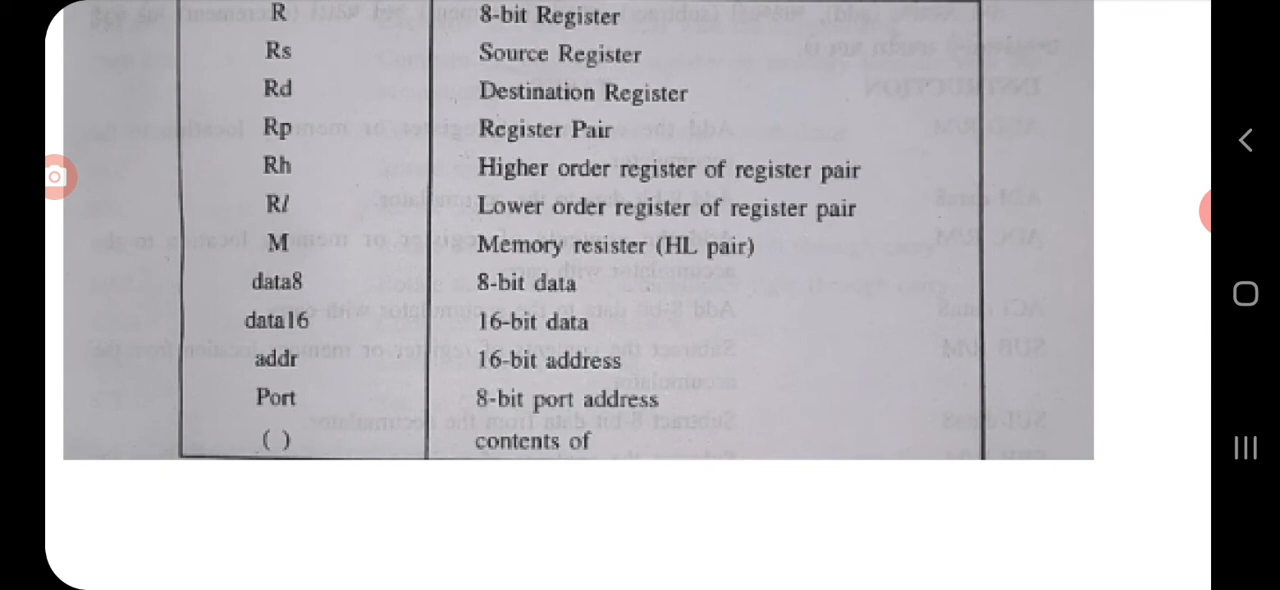 R 8-bit Register
Rs Source Register
Rd Destination Register
Rp Register Pair
Rh Higher order register of register pair
Rl Lower order register of register pair
M Memory resister (HL pair)
data8 8-bit data
data16 16-bit data
addr 16-bit address
Port 8-bit port address
( ) contents of